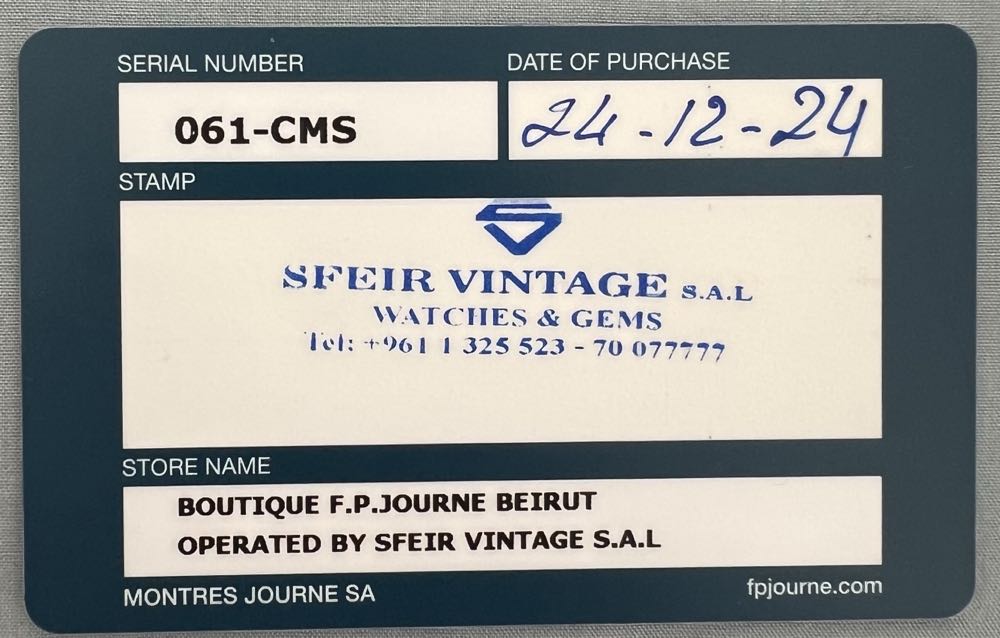 SERIAL NUMBER
061-CMS
DATE OF PURCHASE
24-12-24
STAMP
SFEIR VINTAGE S.A.L
WATCHES & GEMS
Tel: +961 1 325 523 - 70 077777
STORE NAME
BOUTIQUE F.P.JOURNE BEIRUT
OPERATED BY SFEIR VINTAGE S.A.L
MONTRES JOURNE SA
fpjourne.com